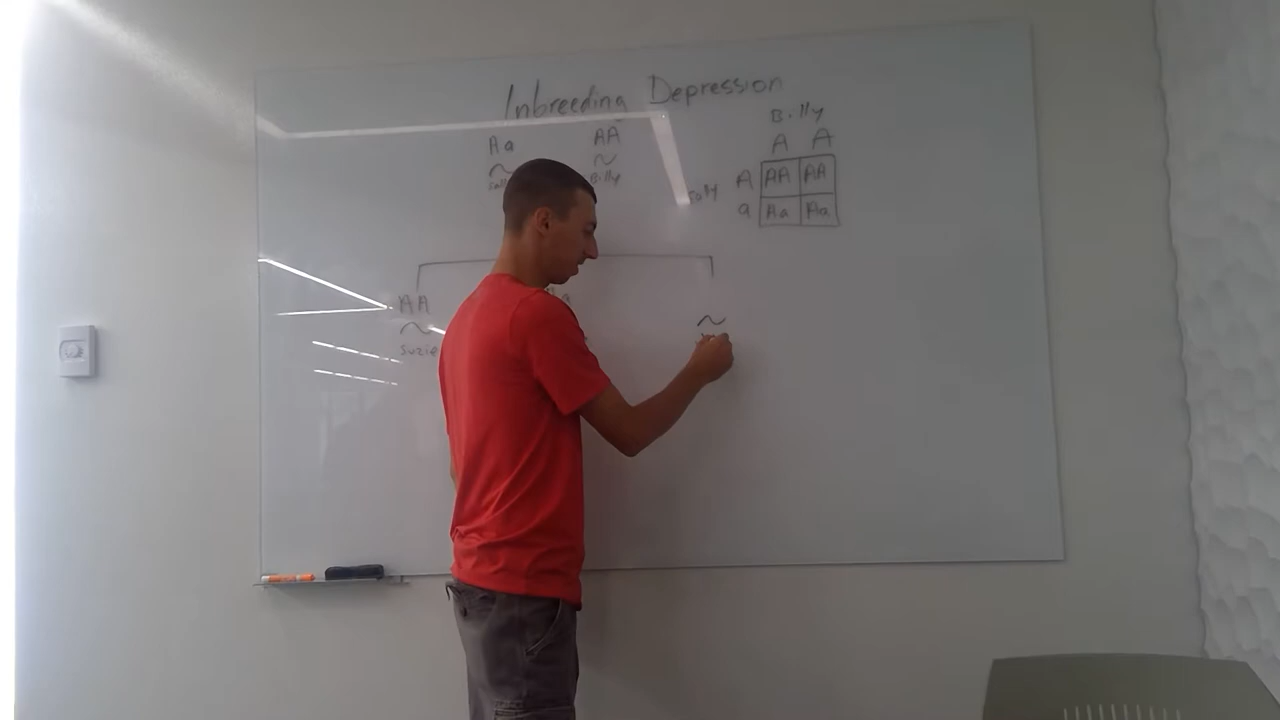 Inbreeding Depression
Aa AA
Billy
Billy
A A
Sally A AA AA
a Aa Aa
AA
Suzie